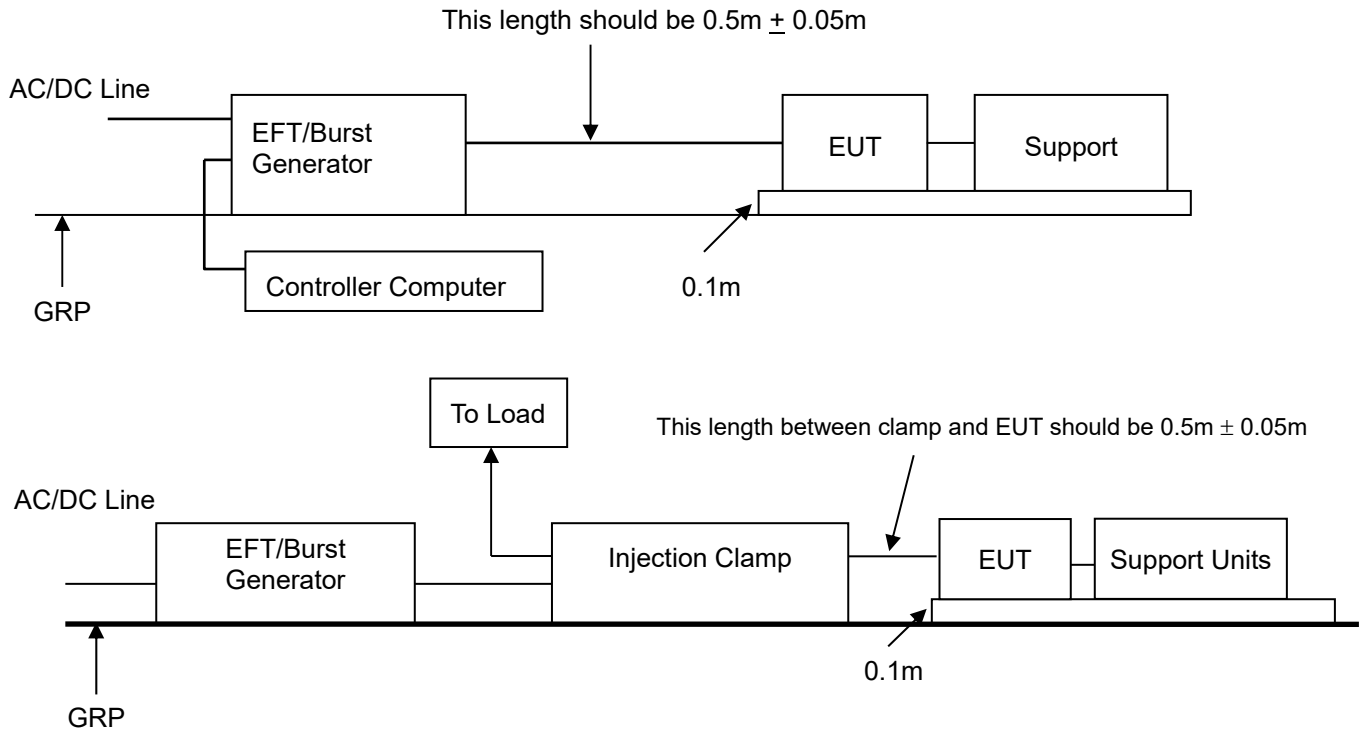 This length should be 0.5m ± 0.05m
AC/DC Line
EFT/Burst
Generator
EUT
Support
Controller Computer
0.1m
GRP
To Load
This length between clamp and EUT should be 0.5m ± 0.05m
AC/DC Line
EFT/Burst
Generator
Injection Clamp
EUT
Support Units
0.1m
GRP